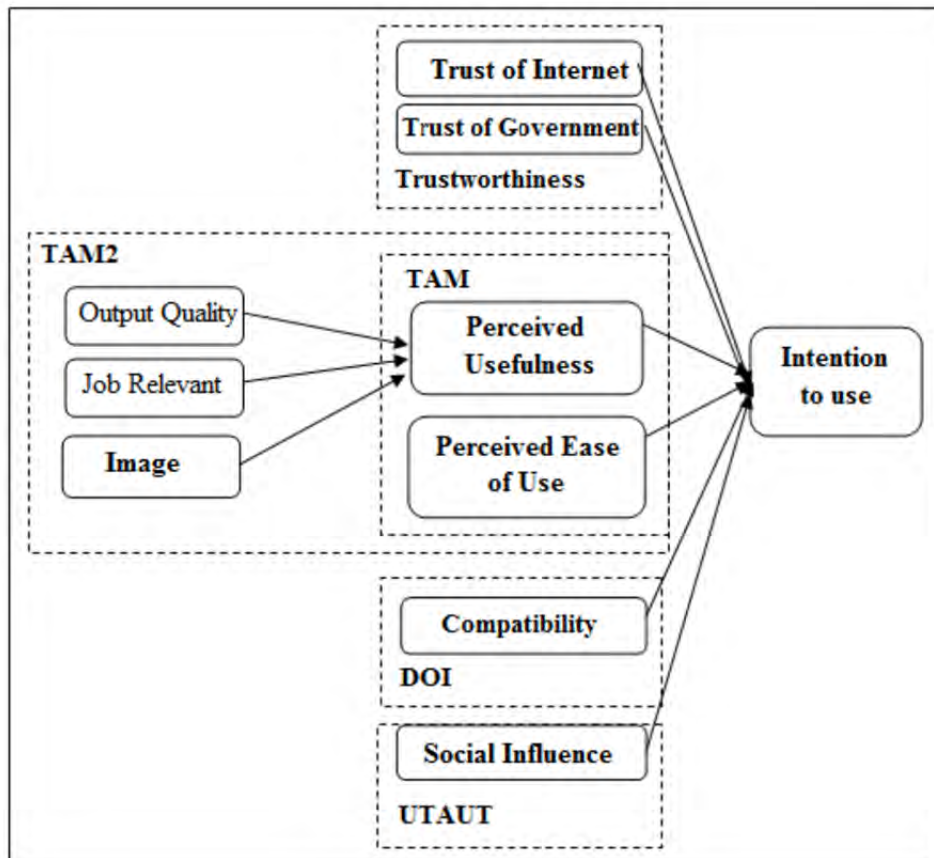 Trust of Internet
Trust of Government
Trustworthiness
TAM2
Output Quality
Job Relevant
Image
TAM
Perceived
Usefulness
Perceived Ease
of Use
Intention
to use
Compatibility
DOI
Social Influence
UTAUT